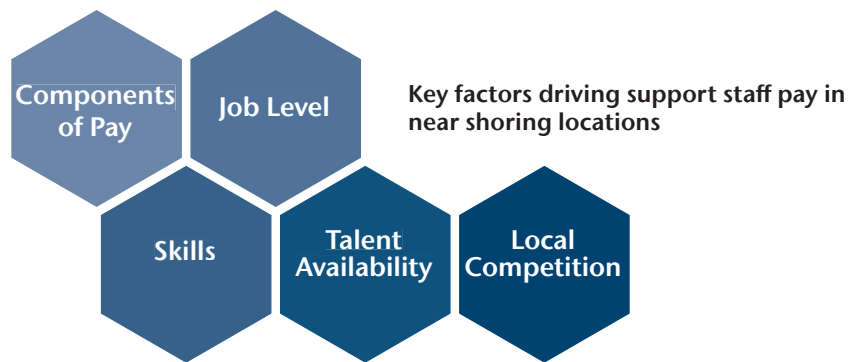 Components
of Pay
Job Level
Key factors driving support staff pay in
near shoring locations
Skills
Talent
Availability
Local
Competition